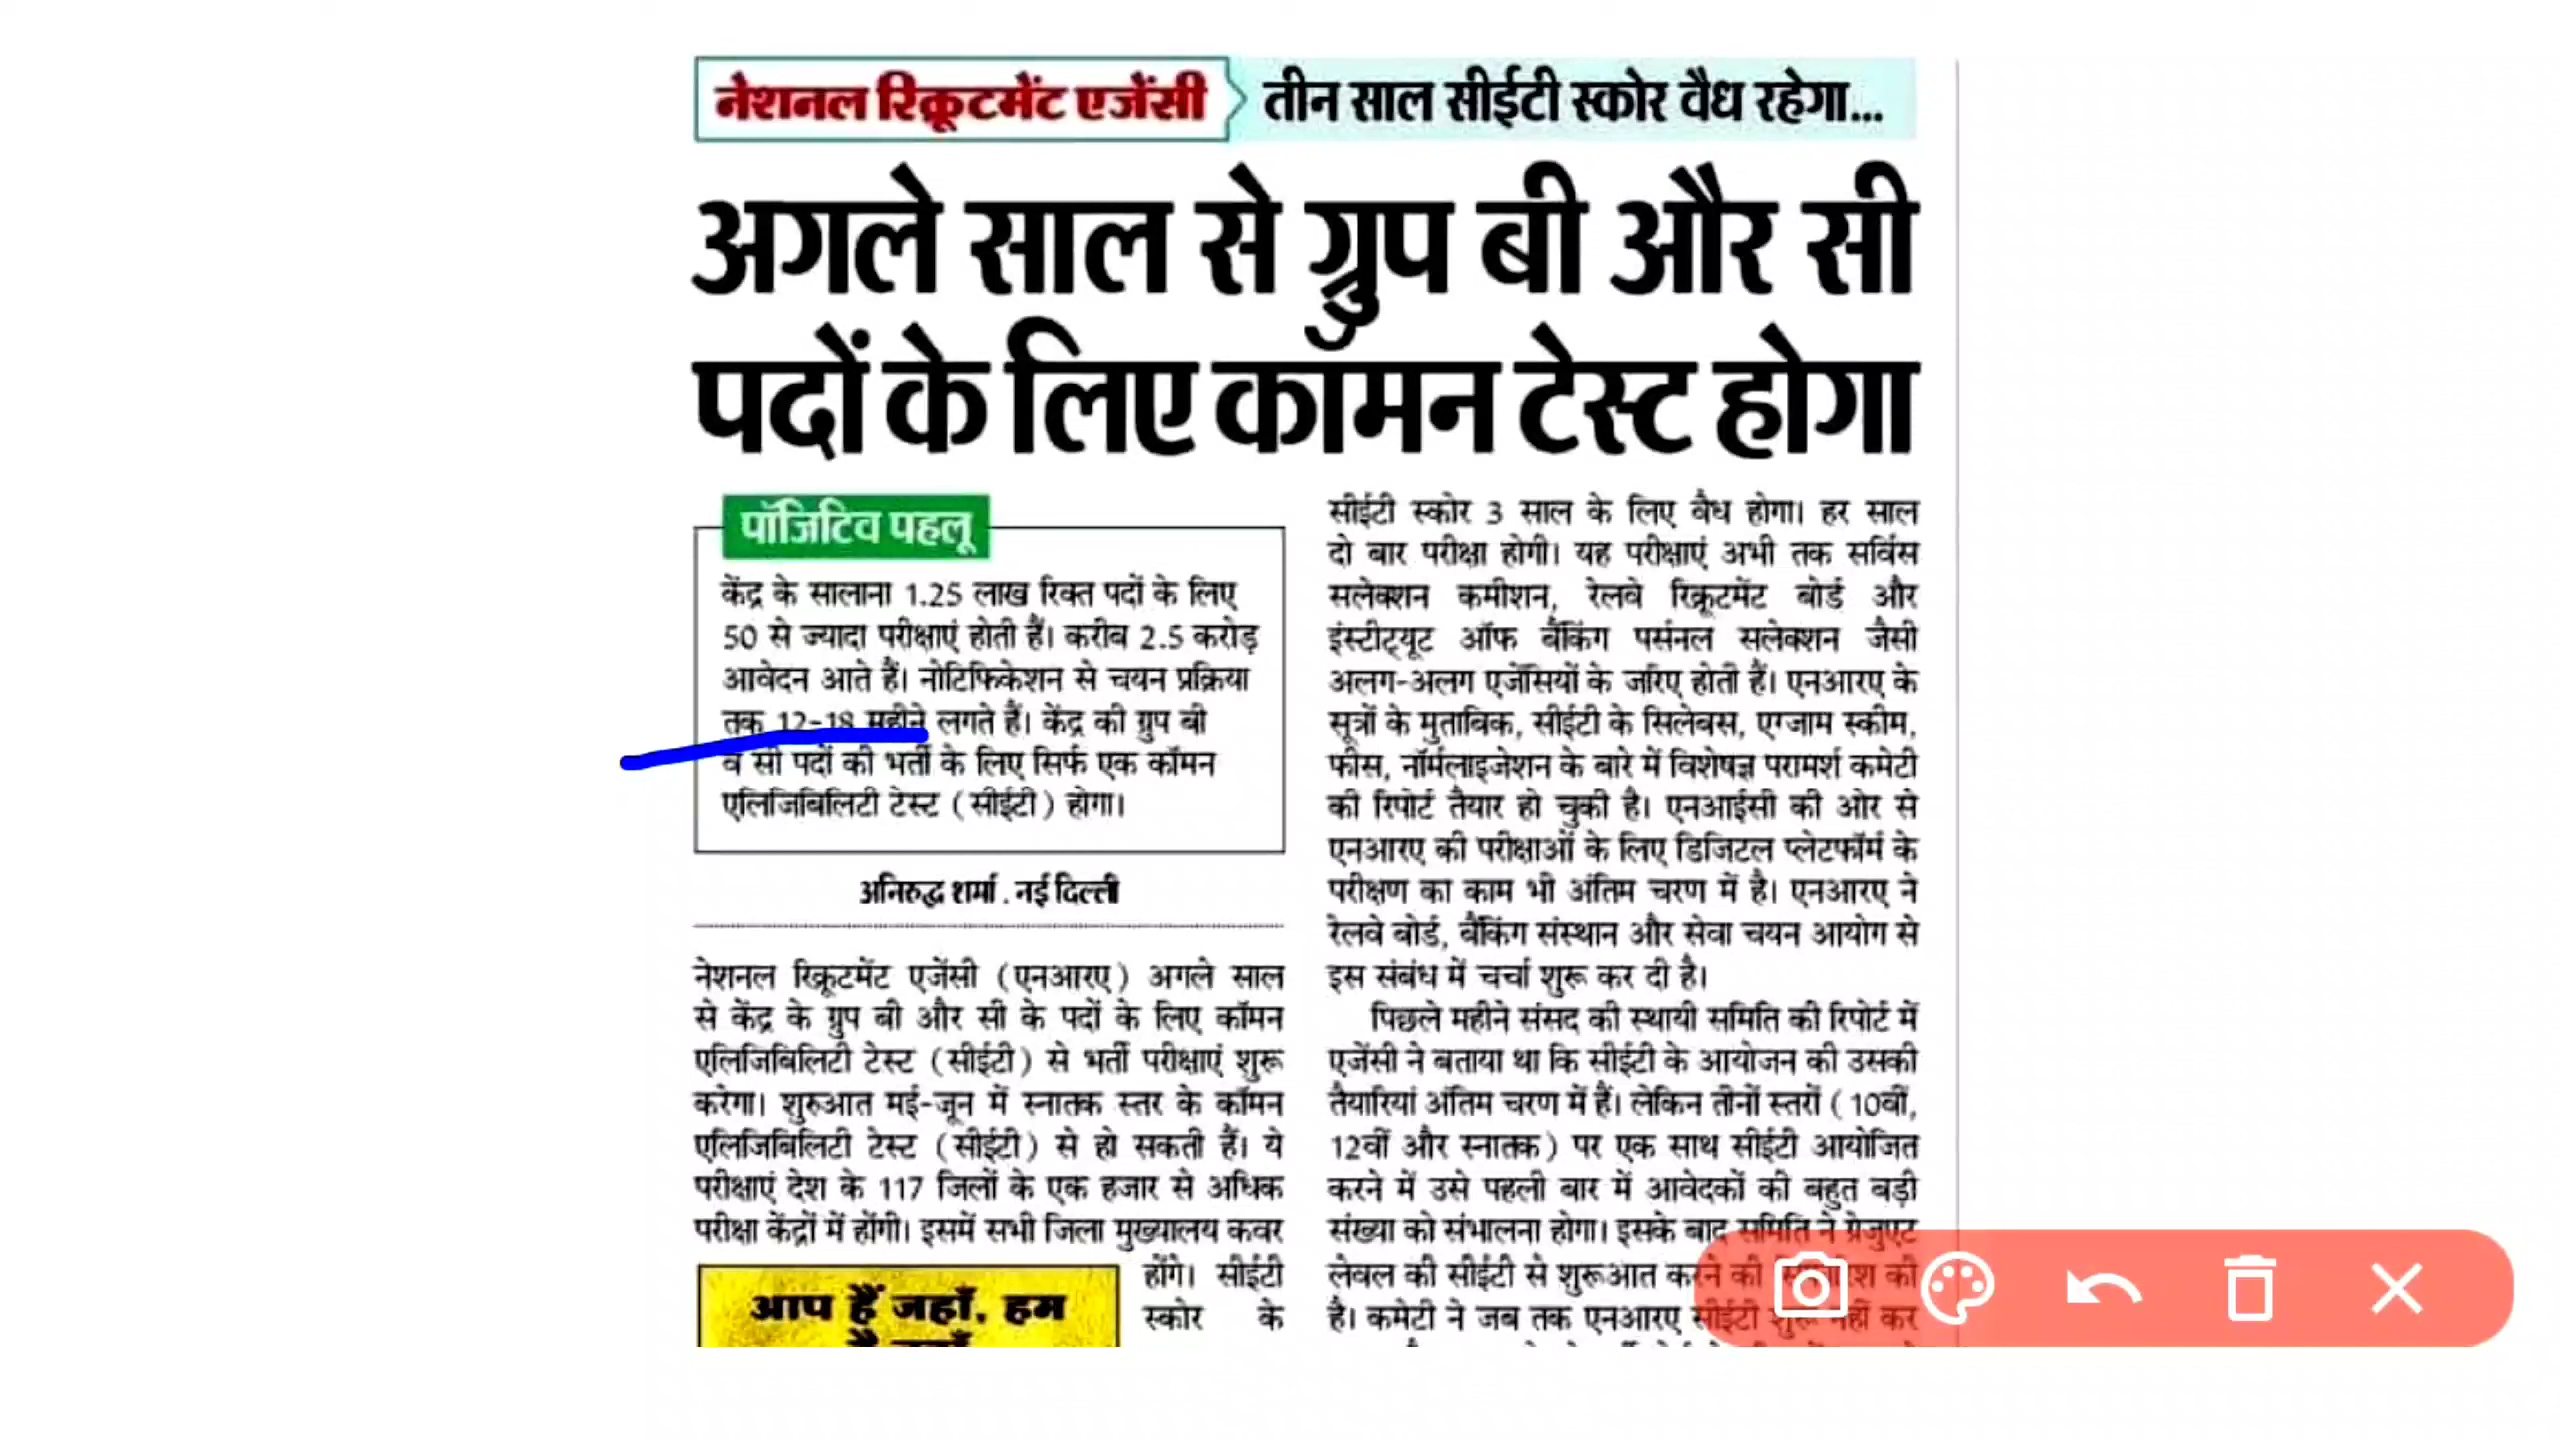 नेशनल रिक्रूटमेंट एजेंसी
तीन साल सीईटी स्कोर वैध रहेगा...
अगले साल से ग्रुप बी और सी
पदों के लिए कॉमन टेस्ट होगा
पॉजिटिव पहलू
केंद्र के सालाना 1.25 लाख रिक्त पदों के लिए
50 से ज्यादा परीक्षाएं होती हैं। करीब 2.5 करोड़
आवेदन आते हैं। नोटिफिकेशन से चयन प्रक्रिया
तक 12-18 महीने लगते हैं। केंद्र की ग्रुप बी
व सी पदों की भर्ती के लिए सिर्फ एक कॉमन
एलिजिबिलिटी टेस्ट (सीईटी) होगा।
अनिरुद्ध शर्मा . नई दिल्ली
नेशनल रिक्रूटमेंट एजेंसी (एनआरए) अगले साल
से केंद्र के ग्रुप बी और सी के पदों के लिए कॉमन
एलिजिबिलिटी टेस्ट (सीईटी) से भर्ती परीक्षाएं शुरू
करेगा। शुरुआत मई-जून में स्नातक स्तर के कॉमन
एलिजिबिलिटी टेस्ट (सीईटी) से हो सकती हैं। ये
परीक्षाएं देश के 117 जिलों के एक हजार से अधिक
परीक्षा केंद्रों में होंगी। इसमें सभी जिला मुख्यालय कवर
होंगे। सीईटी
स्कोर के
आप हैं जहाँ, हम
सीईटी स्कोर 3 साल के लिए वैध होगा। हर साल
दो बार परीक्षा होगी। यह परीक्षाएं अभी तक सर्विस
सलेक्शन कमीशन, रेलवे रिक्रूटमेंट बोर्ड और
इंस्टीट्यूट ऑफ बैंकिंग पर्सनल सलेक्शन जैसी
अलग-अलग एजेंसियों के जरिए होती हैं। एनआरए के
सूत्रों के मुताबिक, सीईटी के सिलेबस, एग्जाम स्कीम,
फीस, नॉर्मलाइजेशन के बारे में विशेषज्ञ परामर्श कमेटी
की रिपोर्ट तैयार हो चुकी है। एनआईसी की ओर से
एनआरए की परीक्षाओं के लिए डिजिटल प्लेटफॉर्म के
परीक्षण का काम भी अंतिम चरण में है। एनआरए ने
रेलवे बोर्ड, बैंकिंग संस्थान और सेवा चयन आयोग से
इस संबंध में चर्चा शुरू कर दी है।
पिछले महीने संसद की स्थायी समिति की रिपोर्ट में
एजेंसी ने बताया था कि सीईटी के आयोजन की उसकी
तैयारियां अंतिम चरण में हैं। लेकिन तीनों स्तरों (10वीं,
12वीं और स्नातक) पर एक साथ सीईटी आयोजित
करने में उसे पहली बार में आवेदकों की बहुत बड़ी
संख्या को संभालना होगा। इसके बाद समिति ने ग्रेजुएट
लेवल की सीईटी से शुरूआत करने की की
है। कमेटी ने जब तक एनआरए सीईटी शुरू नहीं कर